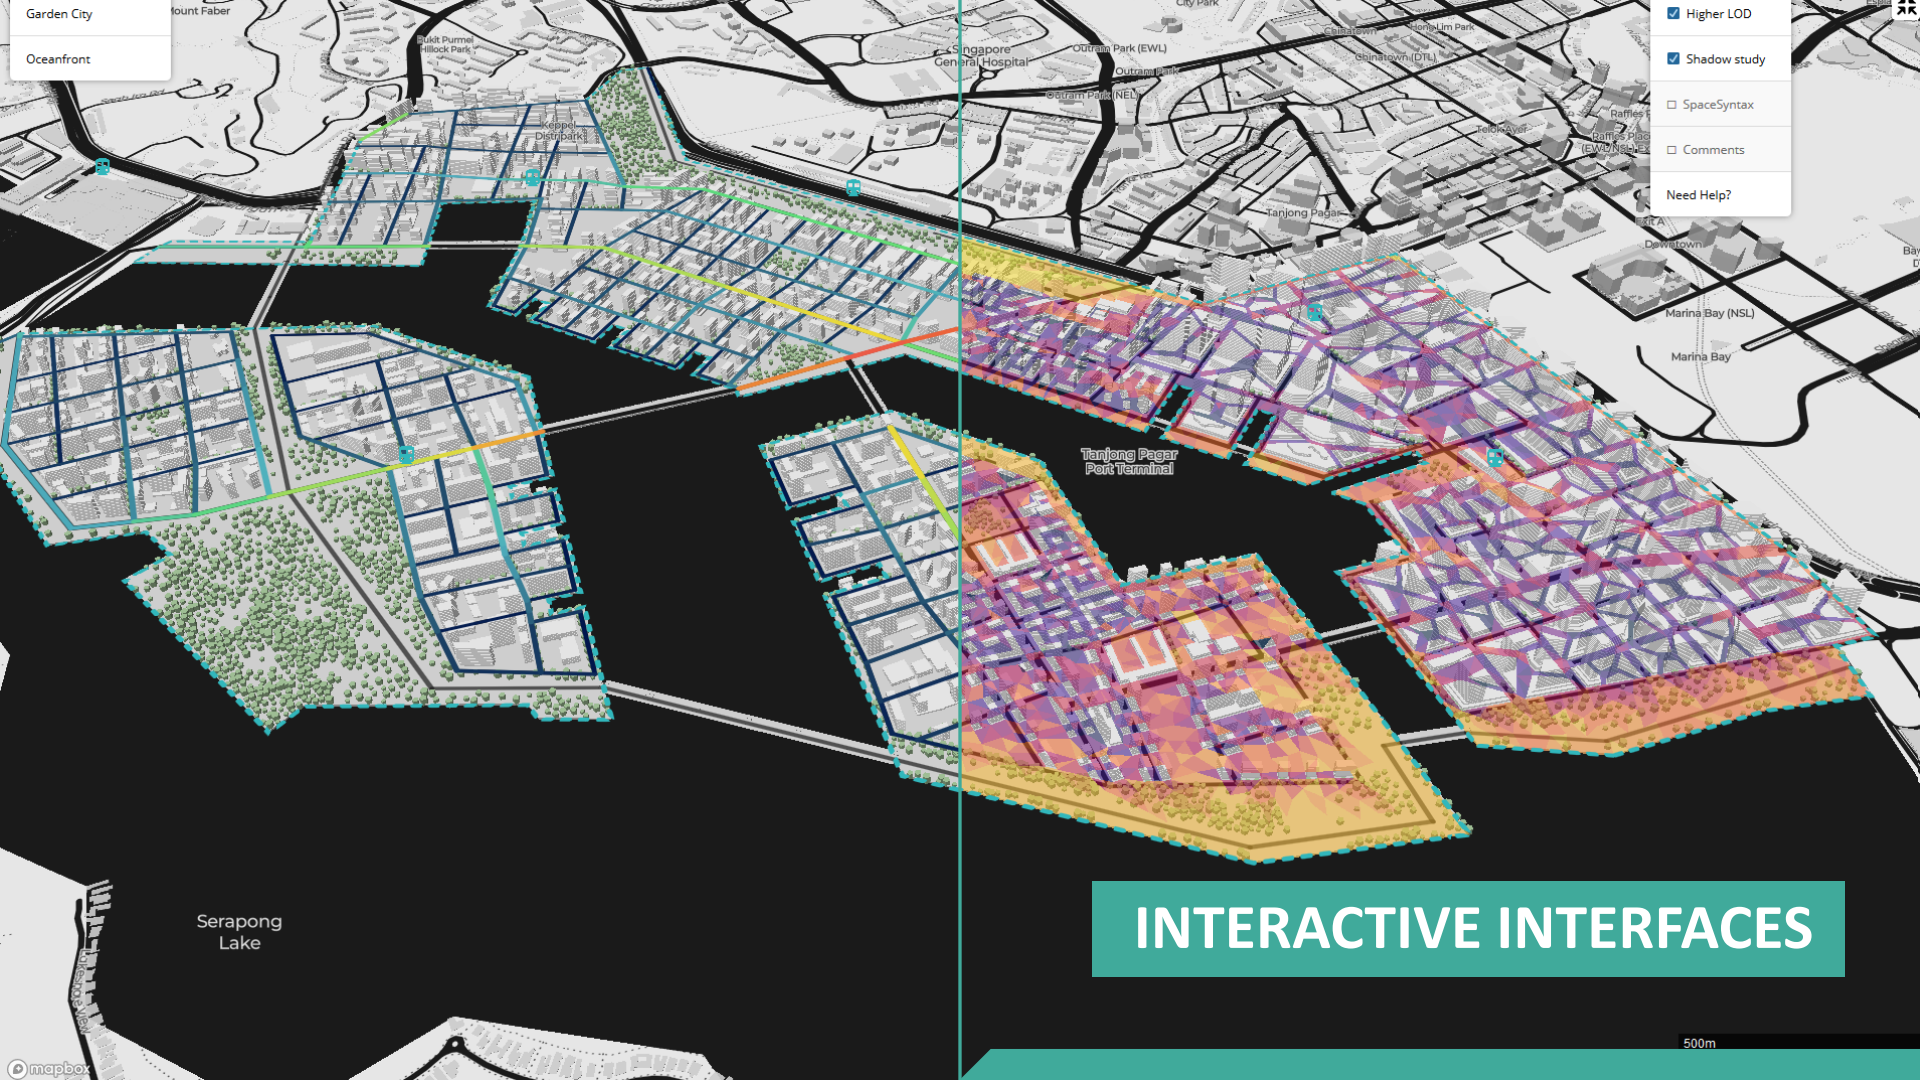 Garden City
Oceanfront
Mount Faber
Bukit Purmei
Hillock Park
Keppel
Distripark
City Park
Singapore
General Hospital
Outram Park (EWL)
Outram Park
Outram Park (NEL)
Chinatown
Hong Lim Park
Chinatown (DTL)
Telok Ayer
Raffles Place
Tanjong Pagar
Exit A
Downtown
Marina Bay (NSL)
Marina Bay
Higher LOD
Shadow study
SpaceSyntax
Comments
Need Help?
Tanjong Pagar
Port Terminal
Serapong
Lake
INTERACTIVE INTERFACES
500m
mapbox